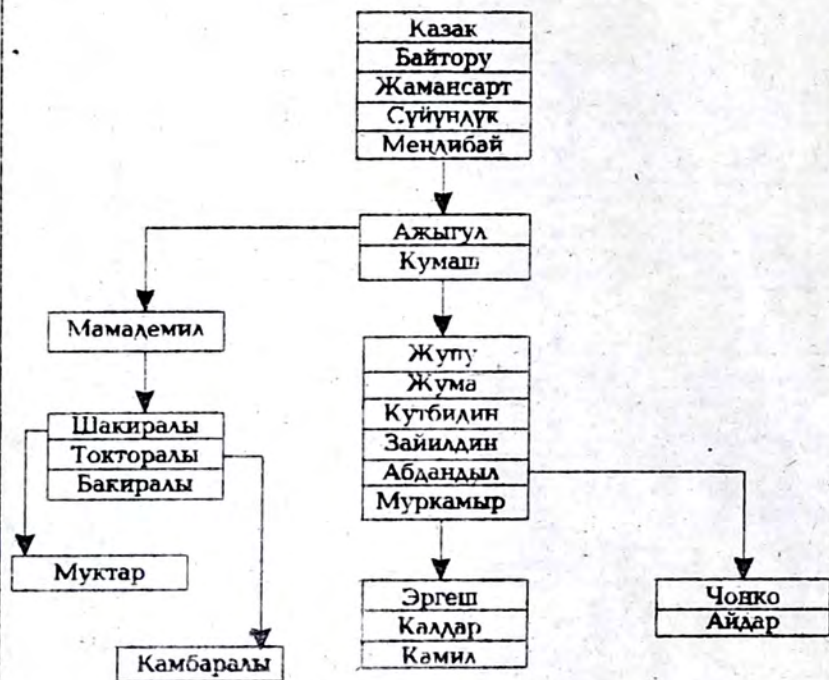 Казак
Байтору
Жамансарт
Сүйүндүк
Менлибай
Ажыгул
Кумаш
Мамадемил
Жупу
Жума
Кутбидин
Зайилдин
Абдандыл
Муркамыр
Шакиралы
Токторалы
Бакиралы
Муктар
Камбаралы
Эргеш
Калдар
Камил
Чонко
Айдар